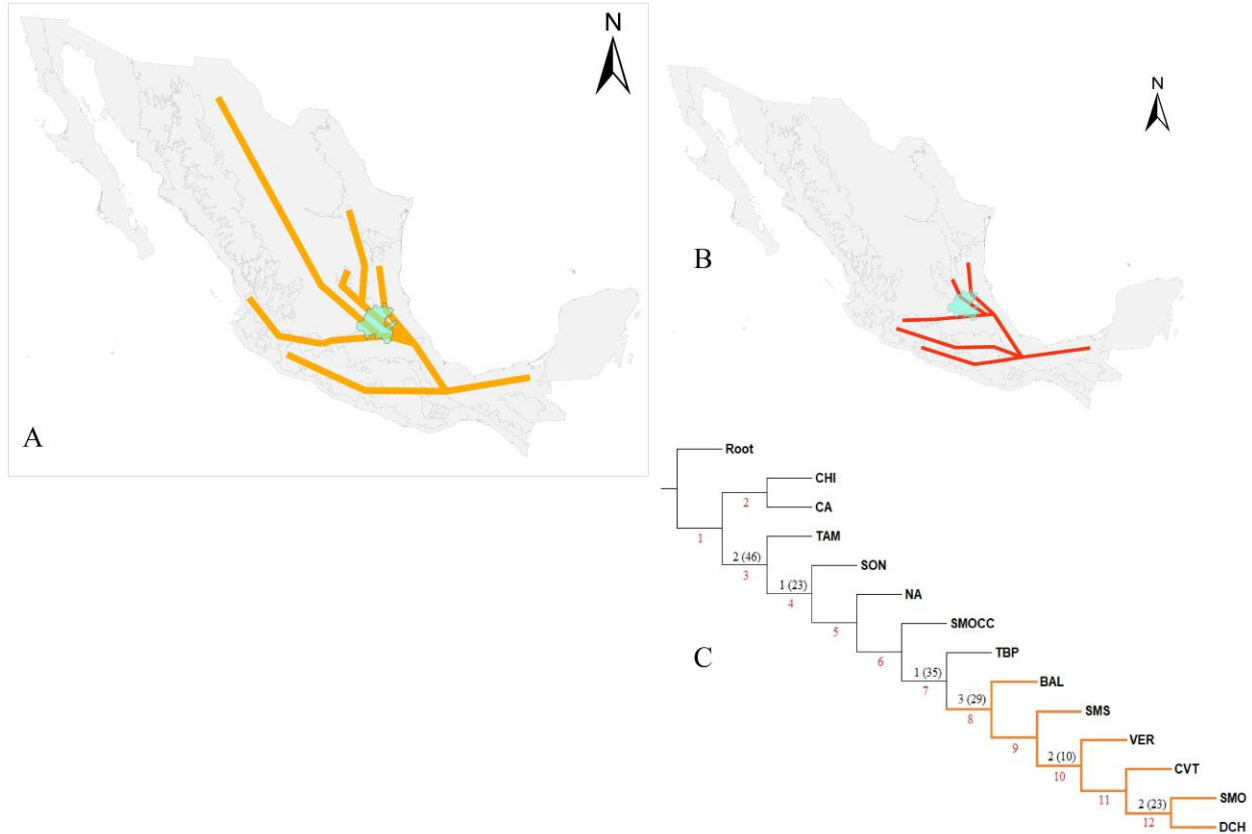 N
A
N
B
C
Root
CHI
CA
2
1
TAM
2 (46)
3
SON
1 (23)
4
NA
5
SMOCC
6
TBP
1 (35)
7
BAL
3 (29)
8
SMS
9
VER
2 (10)
10
CVT
11
SMO
2 (23)
12
DCH